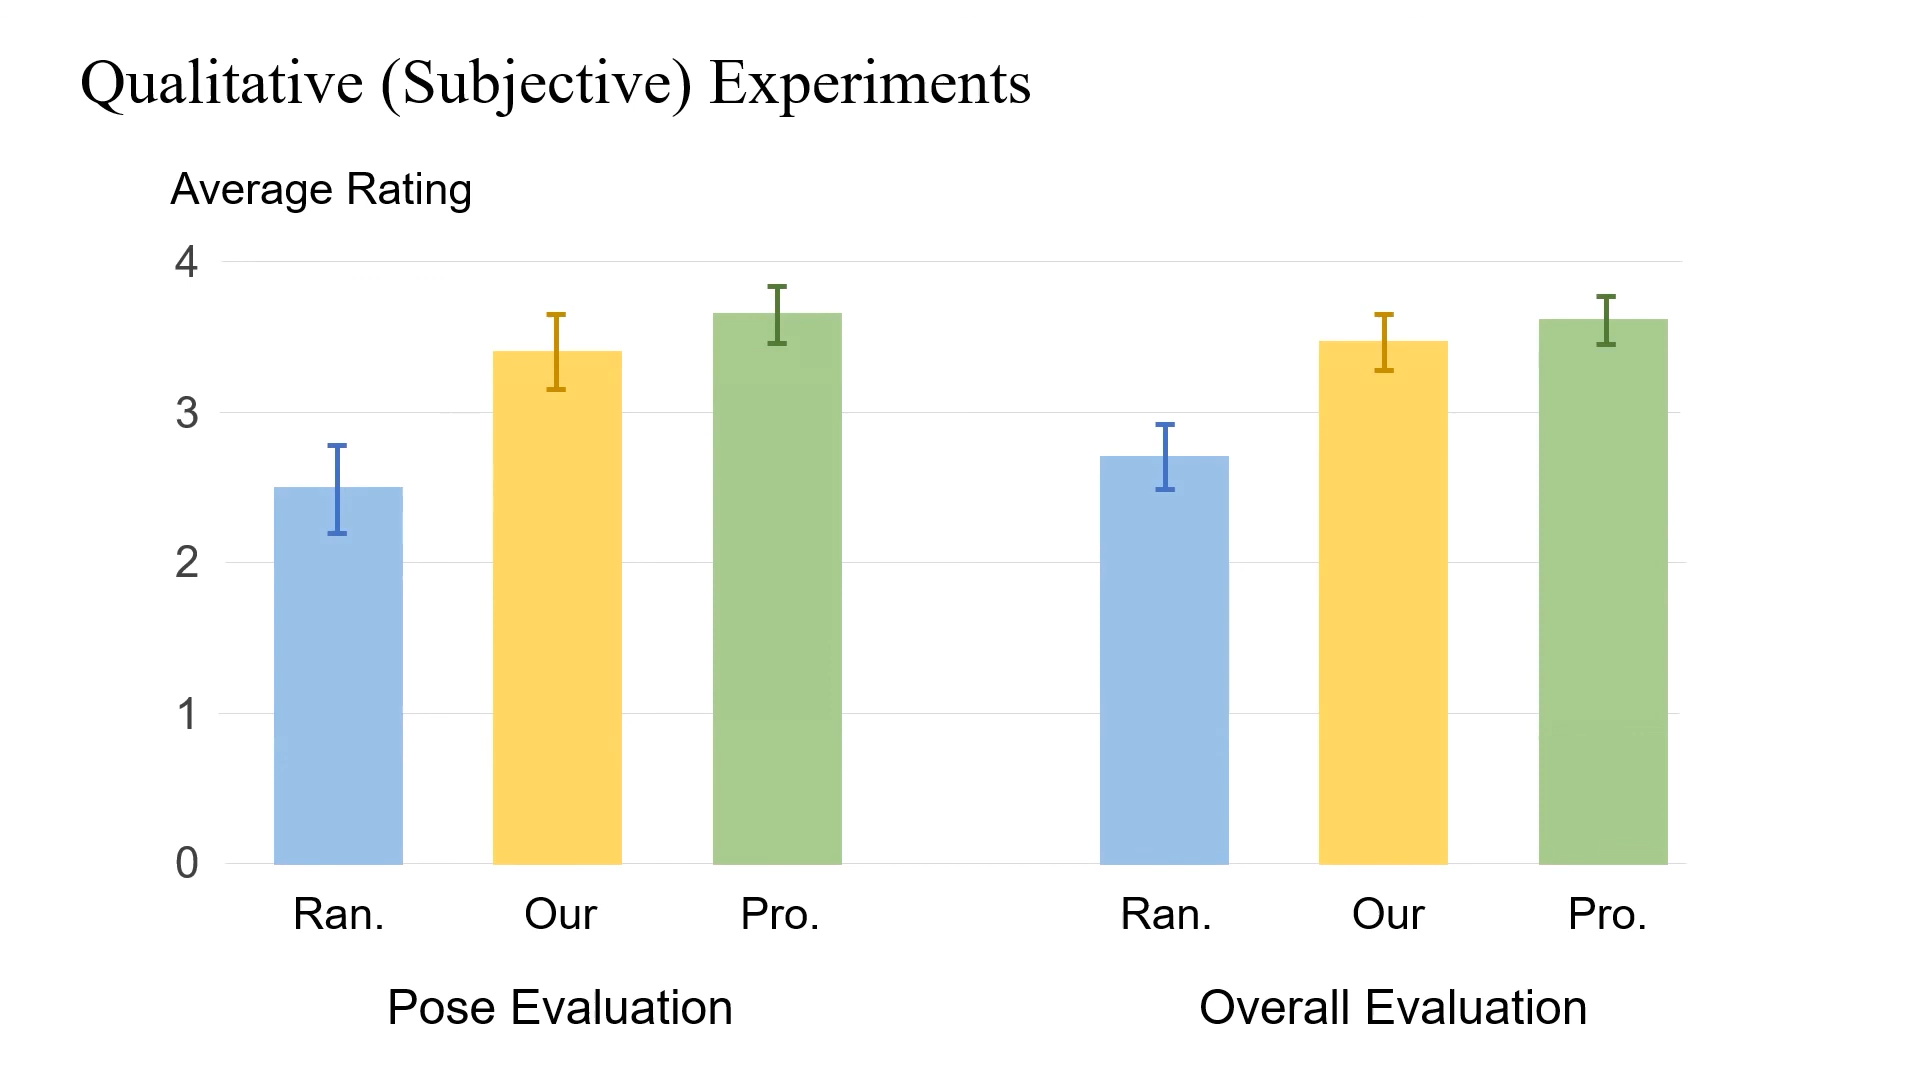 Qualitative (Subjective) Experiments
Average Rating
4
3
2
1
0
Ran. Our Pro. Ran. Our Pro.
Pose Evaluation Overall Evaluation